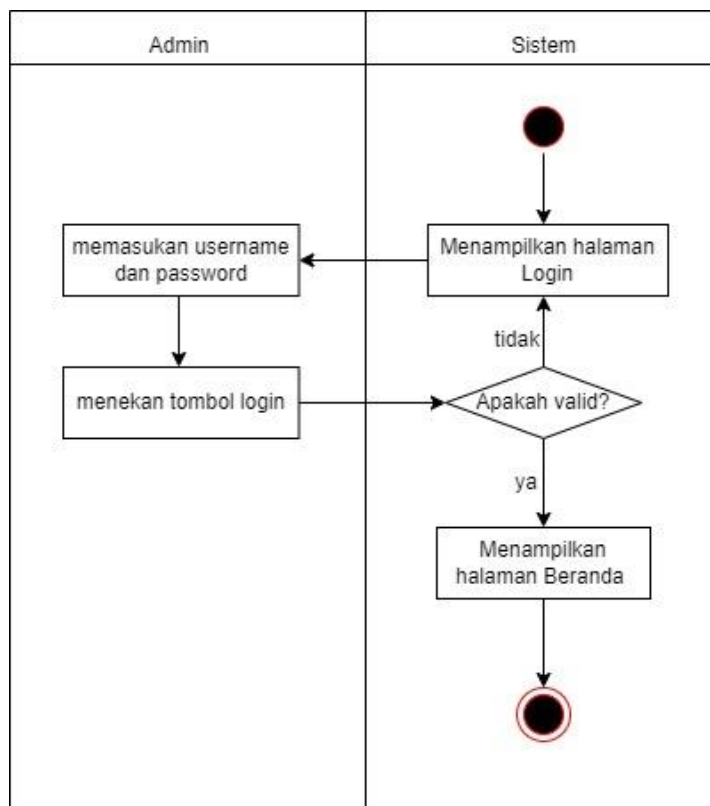 Admin
Sistem
Menampilkan halaman
Login
memasukan username
dan password
tidak
menekan tombol login
Apakah valid?
ya
Menampilkan
halaman Beranda